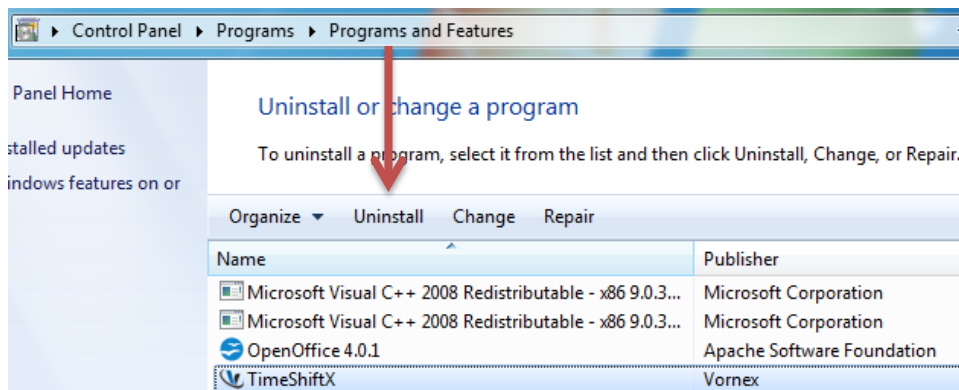 Control Panel Programs Programs and Features
Panel Home
Uninstall or change a program
stalled updates
To uninstall a program, select it from the list and then click Uninstall, Change, or Repair.
indows features on or
Organize Uninstall Change Repair
Name Publisher
Microsoft Visual C++ 2008 Redistributable - x86 9.0.3... Microsoft Corporation
Microsoft Visual C++ 2008 Redistributable - x86 9.0.3... Microsoft Corporation
OpenOffice 4.0.1 Apache Software Foundation
TimeShiftX Vornex